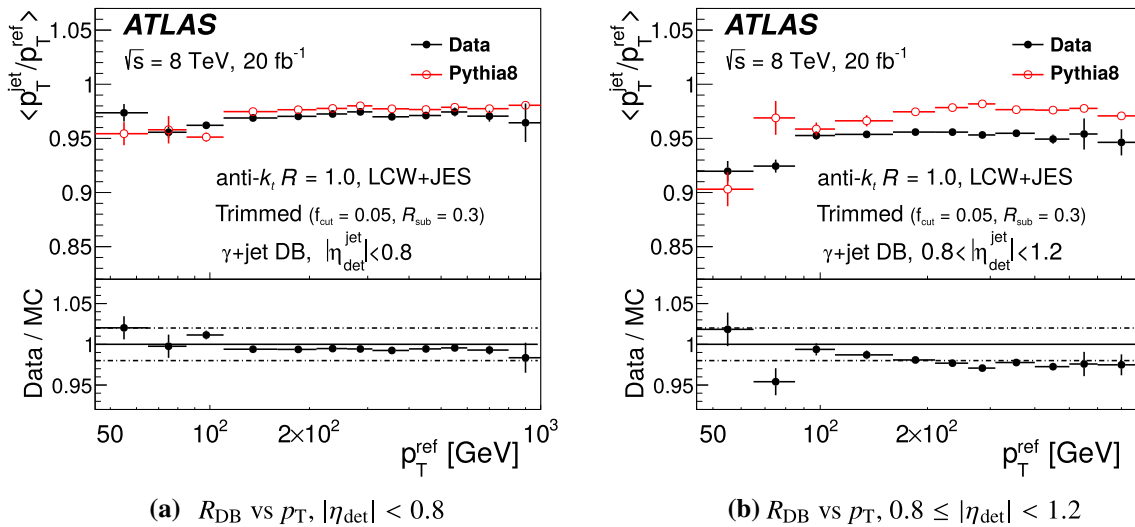 ATLAS
√s = 8 TeV, 20 fb⁻¹
Data
Pythia8
anti-kₜ R = 1.0, LCW+JES
Trimmed (f_cut = 0.05, R_sub = 0.3)
γ+jet DB, |η_det^jet|<0.8
<p_T^jet/p_T^ref>
1.05
1
0.95
0.9
0.85
Data / MC
1.05
1
0.95
50
10²
2×10²
10³
p_T^ref [GeV]
(a) R_DB vs p_T, |η_det| < 0.8
ATLAS
√s = 8 TeV, 20 fb⁻¹
Data
Pythia8
anti-kₜ R = 1.0, LCW+JES
Trimmed (f_cut = 0.05, R_sub = 0.3)
γ+jet DB, 0.8<|η_det^jet|<1.2
<p_T^jet/p_T^ref>
1.05
1
0.95
0.9
0.85
Data / MC
1.05
1
0.95
50
10²
2×10²
p_T^ref [GeV]
(b) R_DB vs p_T, 0.8 ≤ |η_det| < 1.2